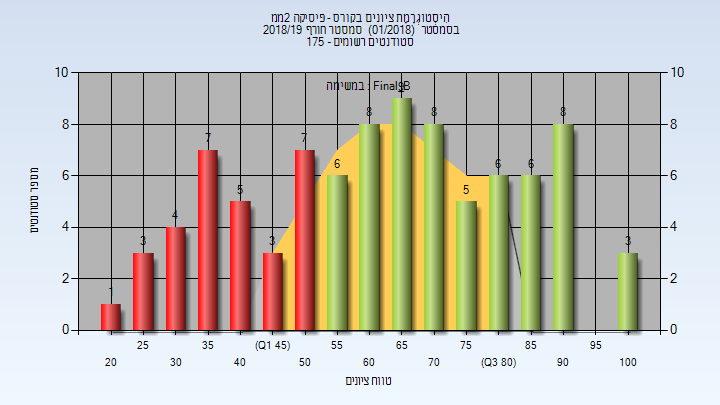 היסטוגרמת ציונים בקורס - פיסיקה 2ממ
בסמסטר (01/2018) סמסטר חורף 2018/19
סטודנטים רשומים - 175
במשימה : Final_B
10 10
8 8
6 6
4 4
2 2
0 0
מספר סטודנטים
1 3 4 7 5 3 7 6 8 9 8 5 6 6 8 3
25 35 (Q1 45) 55 65 75 85 95
20 30 40 50 60 70 (Q3 80) 90 100
טווח ציונים